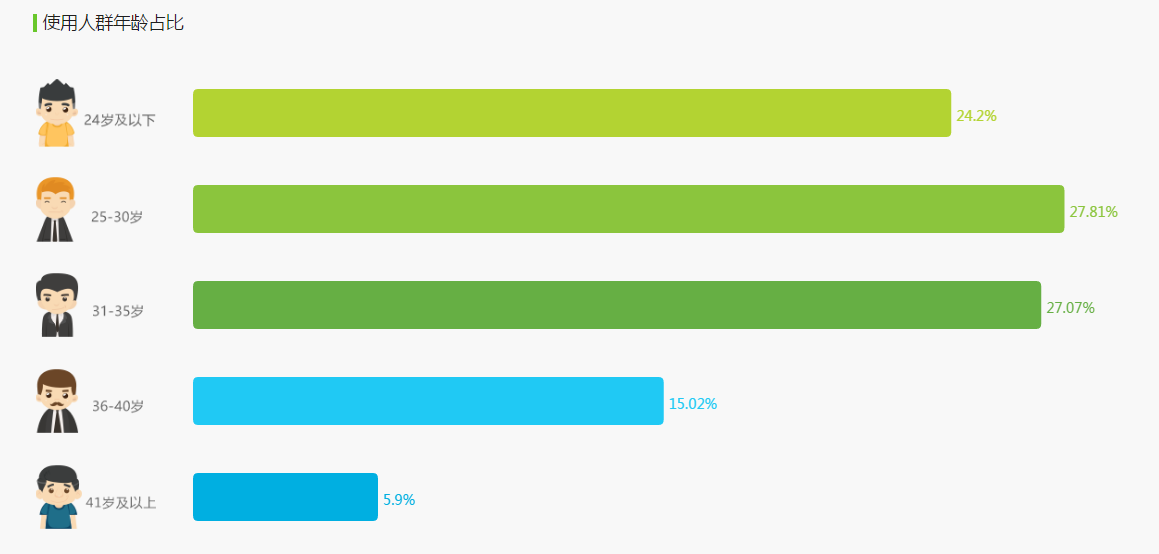 使用人群年龄占比
24岁及以下
24.2%
25-30岁
27.81%
31-35岁
27.07%
36-40岁
15.02%
41岁及以上
5.9%